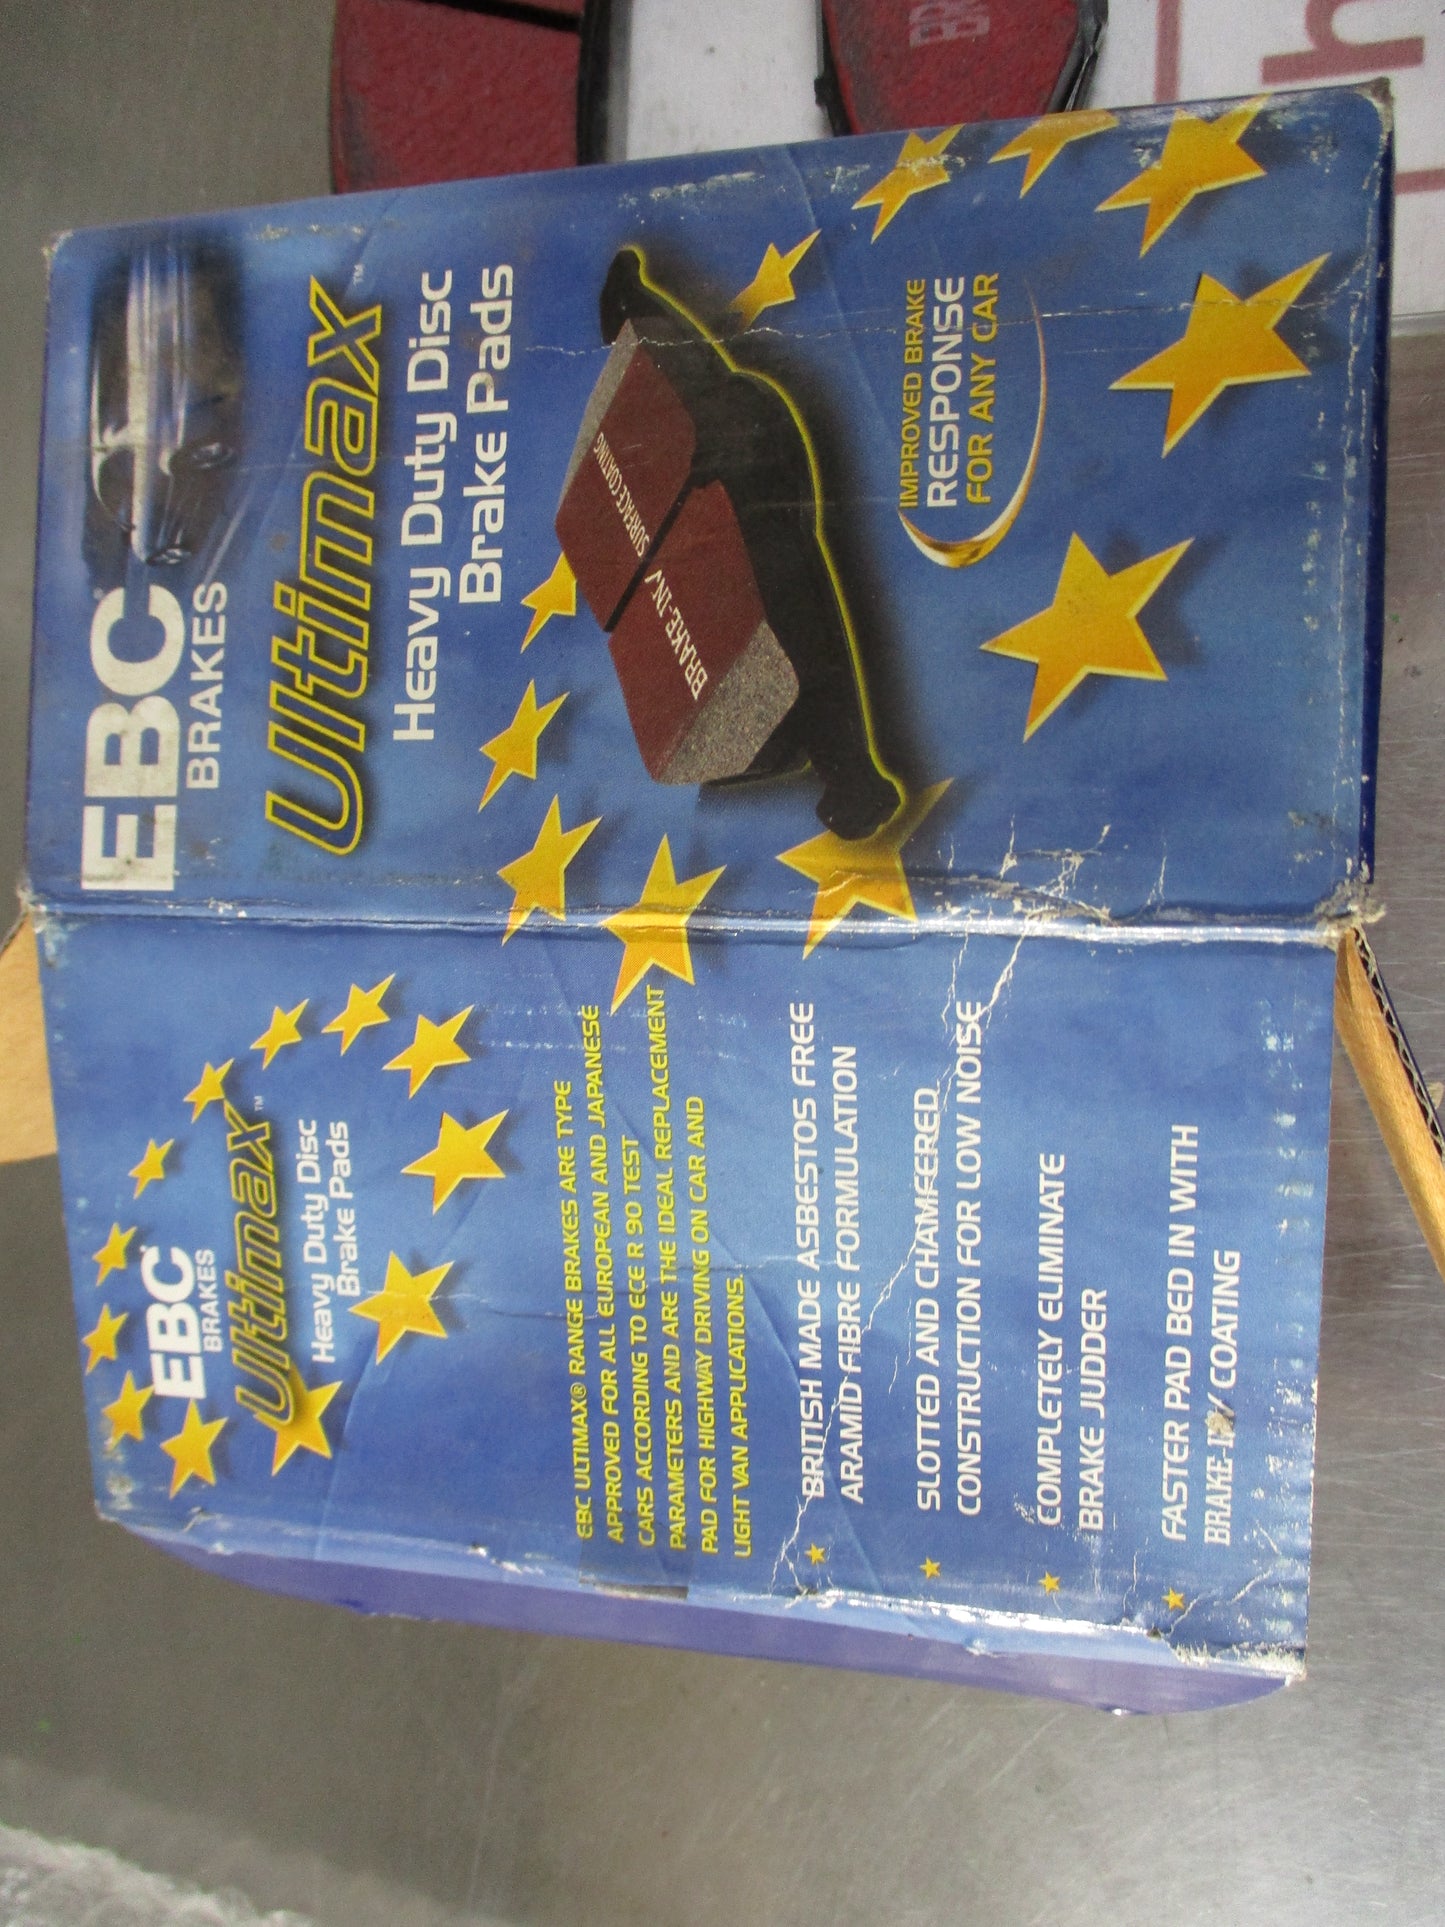 EBC
BRAKES
Ultimax™
Heavy Duty Disc
Brake Pads
BRAKE-IN
SURFACE COATING
IMPROVED BRAKE
RESPONSE
FOR ANY CAR
EBC
BRAKES
Ultimax™
Heavy Duty Disc
Brake Pads
EBC ULTIMAX® RANGE BRAKES ARE TYPE
APPROVED FOR ALL EUROPEAN AND JAPANESE
CARS ACCORDING TO ECE R 90 TEST
PARAMETERS AND ARE THE IDEAL REPLACEMENT
PAD FOR HIGHWAY DRIVING ON CAR AND
LIGHT VAN APPLICATIONS.
BRITISH MADE ASBESTOS FREE
ARAMID FIBRE FORMULATION
SLOTTED AND CHAMFERED
CONSTRUCTION FOR LOW NOISE
COMPLETELY ELIMINATE
BRAKE JUDDER
FASTER PAD BED IN WITH
BRAKE-IN COATING
h